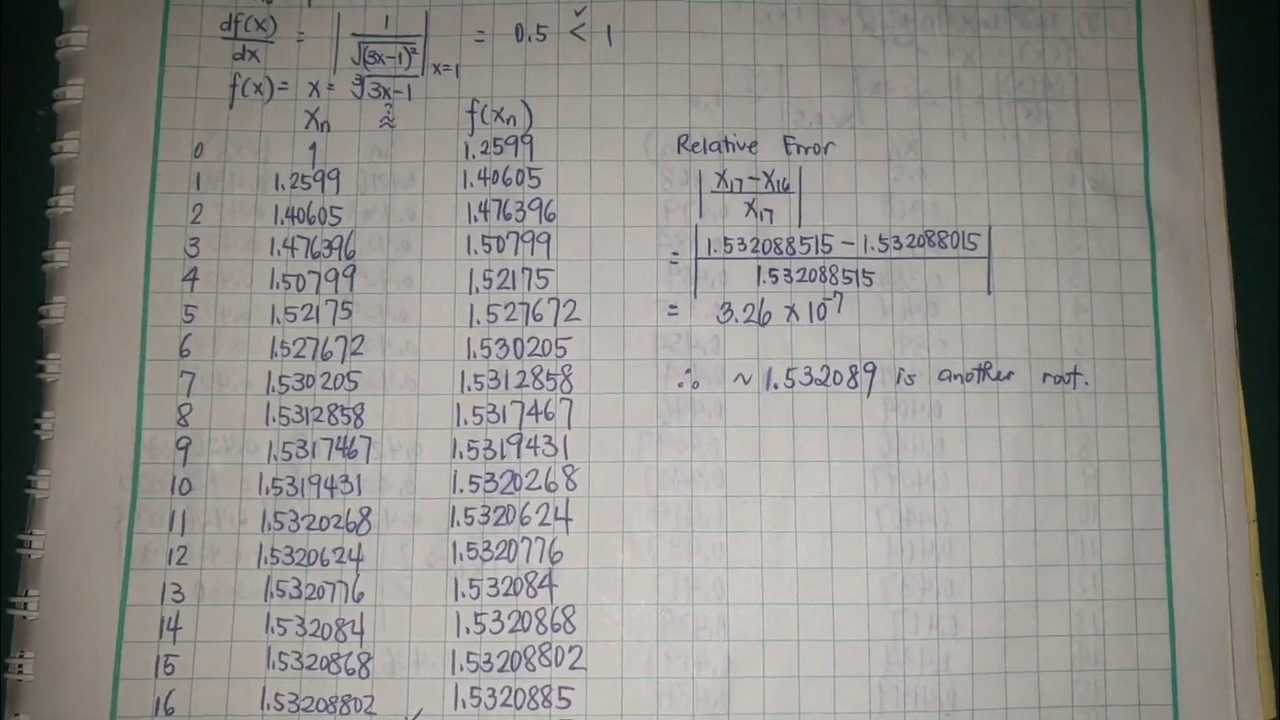 df(x)/dx = | 1/√(3x-1)² |x=1 = 0.5 < 1
f(x) = x = ∛3x-1
xn ≈? f(xn)
0 1 1.2599
1 1.2599 1.40605
2 1.40605 1.476396
3 1.476396 1.50799
4 1.50799 1.52175
5 1.52175 1.527672
6 1.527672 1.530205
7 1.530205 1.5312858
8 1.5312858 1.5317467
9 1.5317467 1.5319431
10 1.5319431 1.5320268
11 1.5320268 1.5320624
12 1.5320624 1.5320776
13 1.5320776 1.532084
14 1.532084 1.5320868
15 1.5320868 1.53208802
16 1.53208802 1.5320885
Relative Error
| x17-x16 / x17 |
= | 1.532088515 - 1.532088015 / 1.532088515 |
= 3.26 × 10⁻⁷
∴ ~1.532089 is another root.